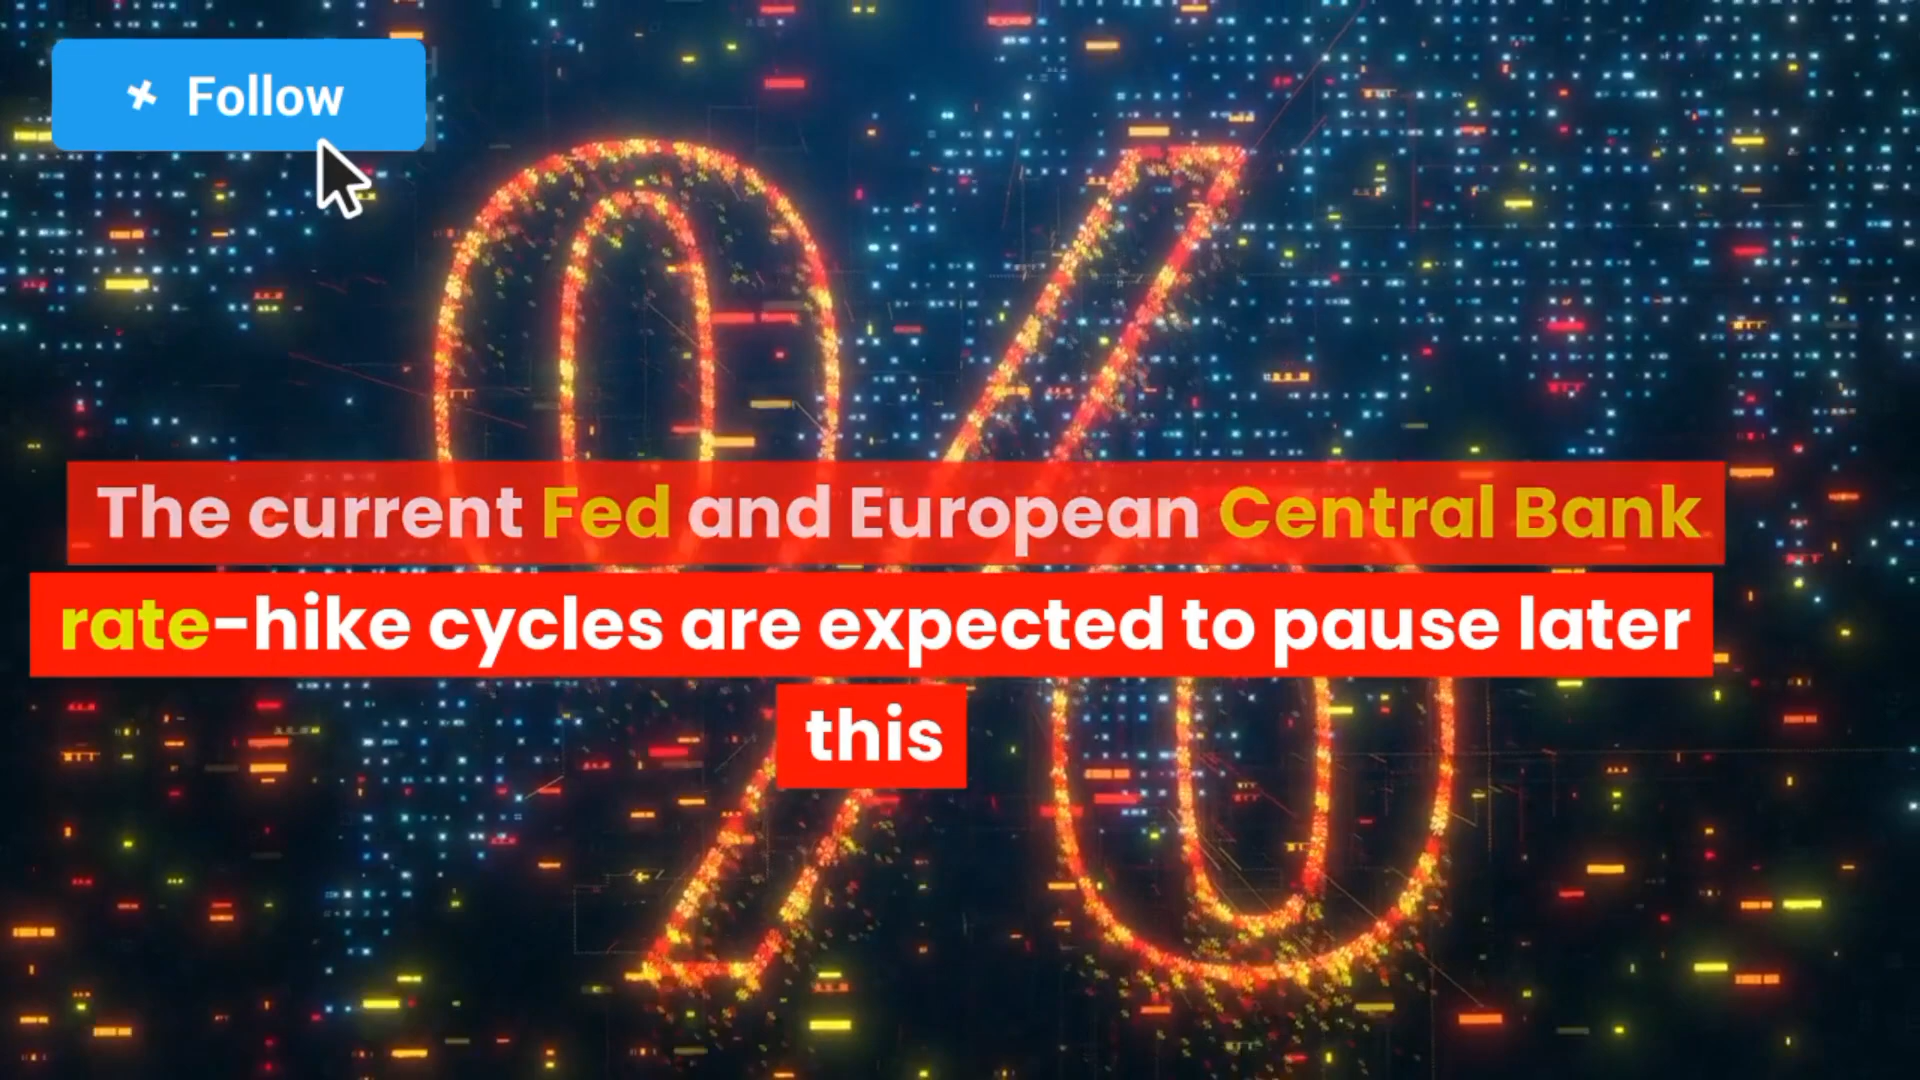 Follow
%
The current Fed and European Central Bank
rate-hike cycles are expected to pause later
this